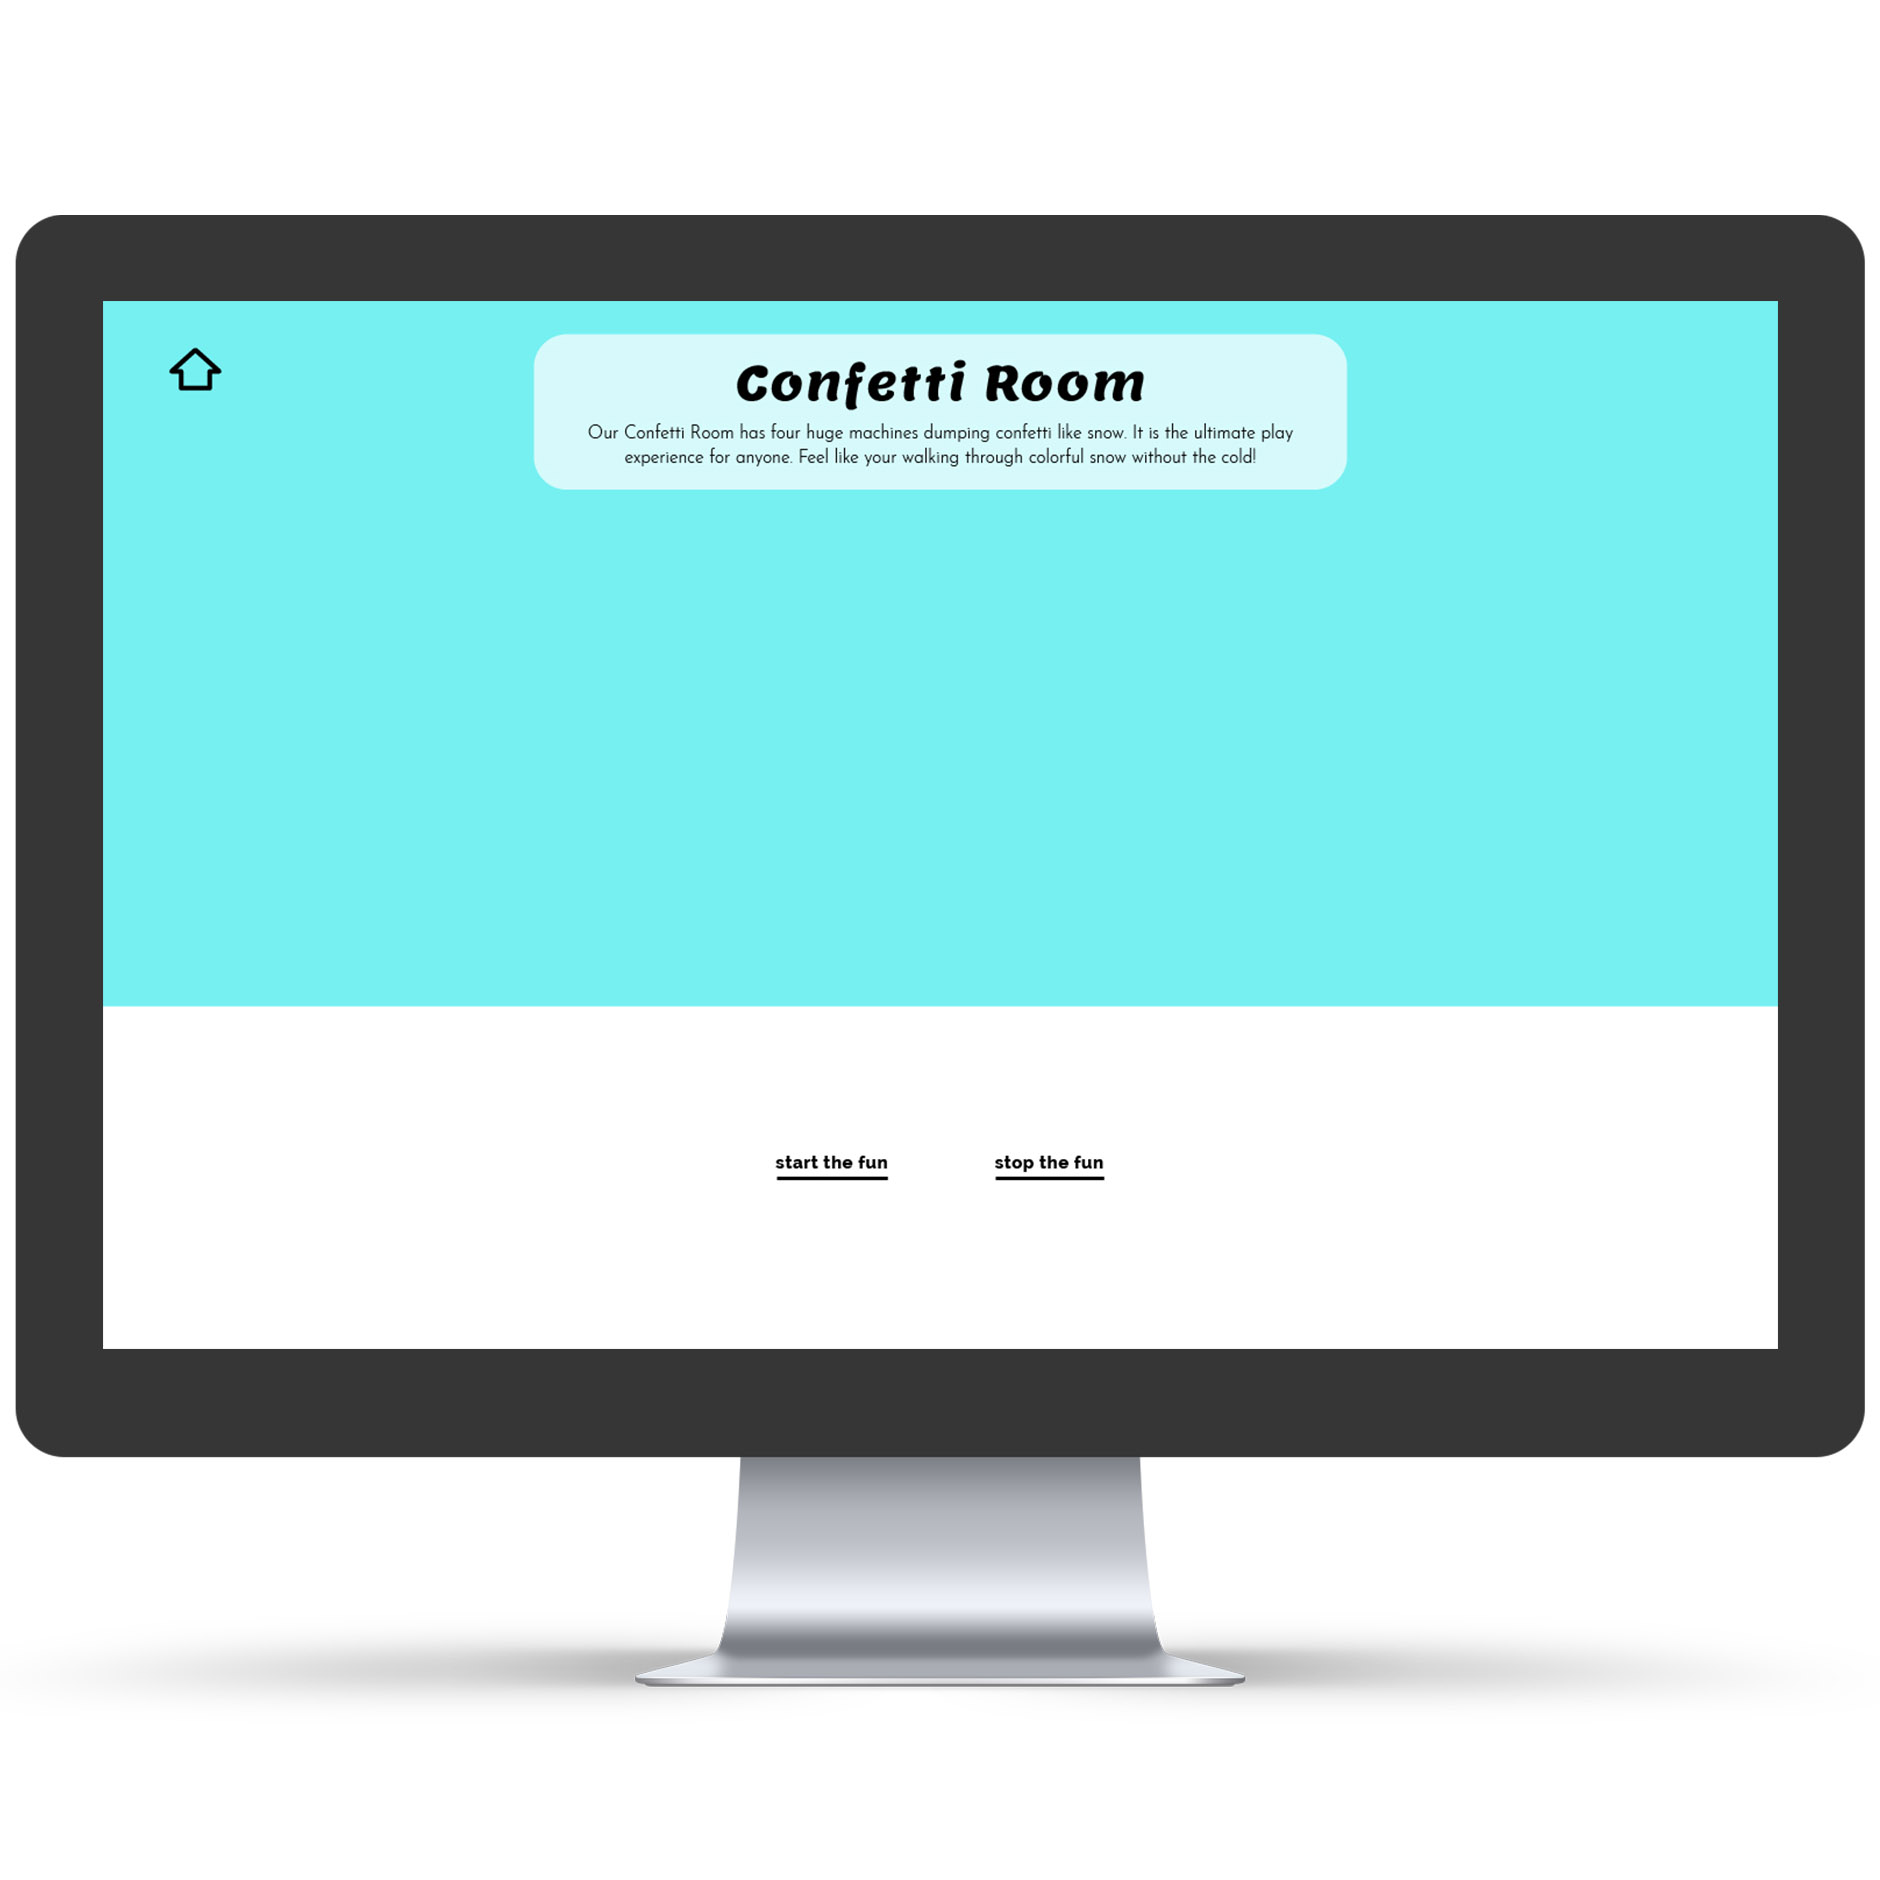 Confetti Room
Our Confetti Room has four huge machines dumping confetti like snow. It is the ultimate play
experience for anyone. Feel like your walking through colorful snow without the cold!
start the fun
stop the fun